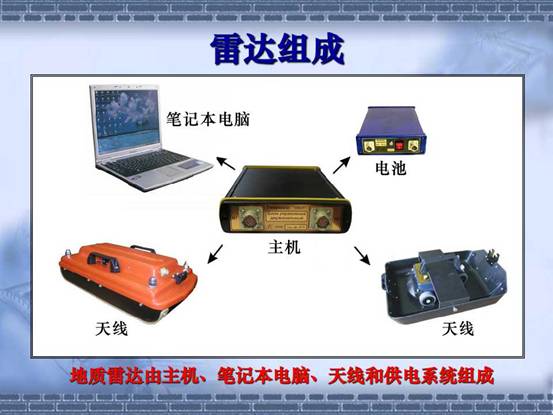 雷达组成
笔记本电脑
电池
主机
天线
天线
地质雷达由主机、笔记本电脑、天线和供电系统组成